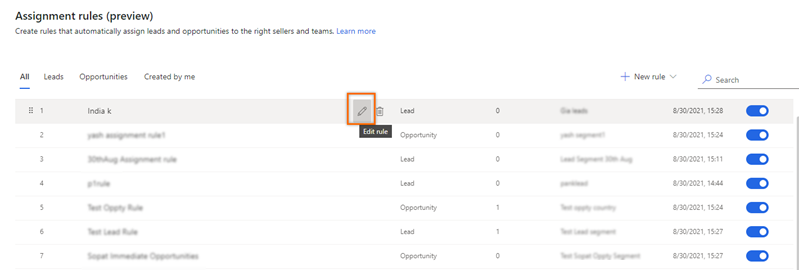 Assignment rules (preview)
Create rules that automatically assign leads and opportunities to the right sellers and teams. Learn more
All Leads Opportunities Created by me New rule Search
1 India k Lead 0 Gia leads 8/30/2021, 15:28
Edit rule
2 yash assignment rule1 Opportunity 0 yash segment1 8/30/2021, 15:24
3 30thAug Assignment rule Lead 0 Lead Segment 30th Aug 8/30/2021, 15:11
4 p1rule Lead 0 8/30/2021, 14:44
5 Test Oppty Rule Opportunity 1 Test oppty country 8/30/2021, 15:24
6 Test Lead Rule Lead 1 Test Lead segment 8/30/2021, 15:27
7 Sopat Immediate Opportunities Opportunity 0 Test Sopat Oppty Segment 8/30/2021, 15:27